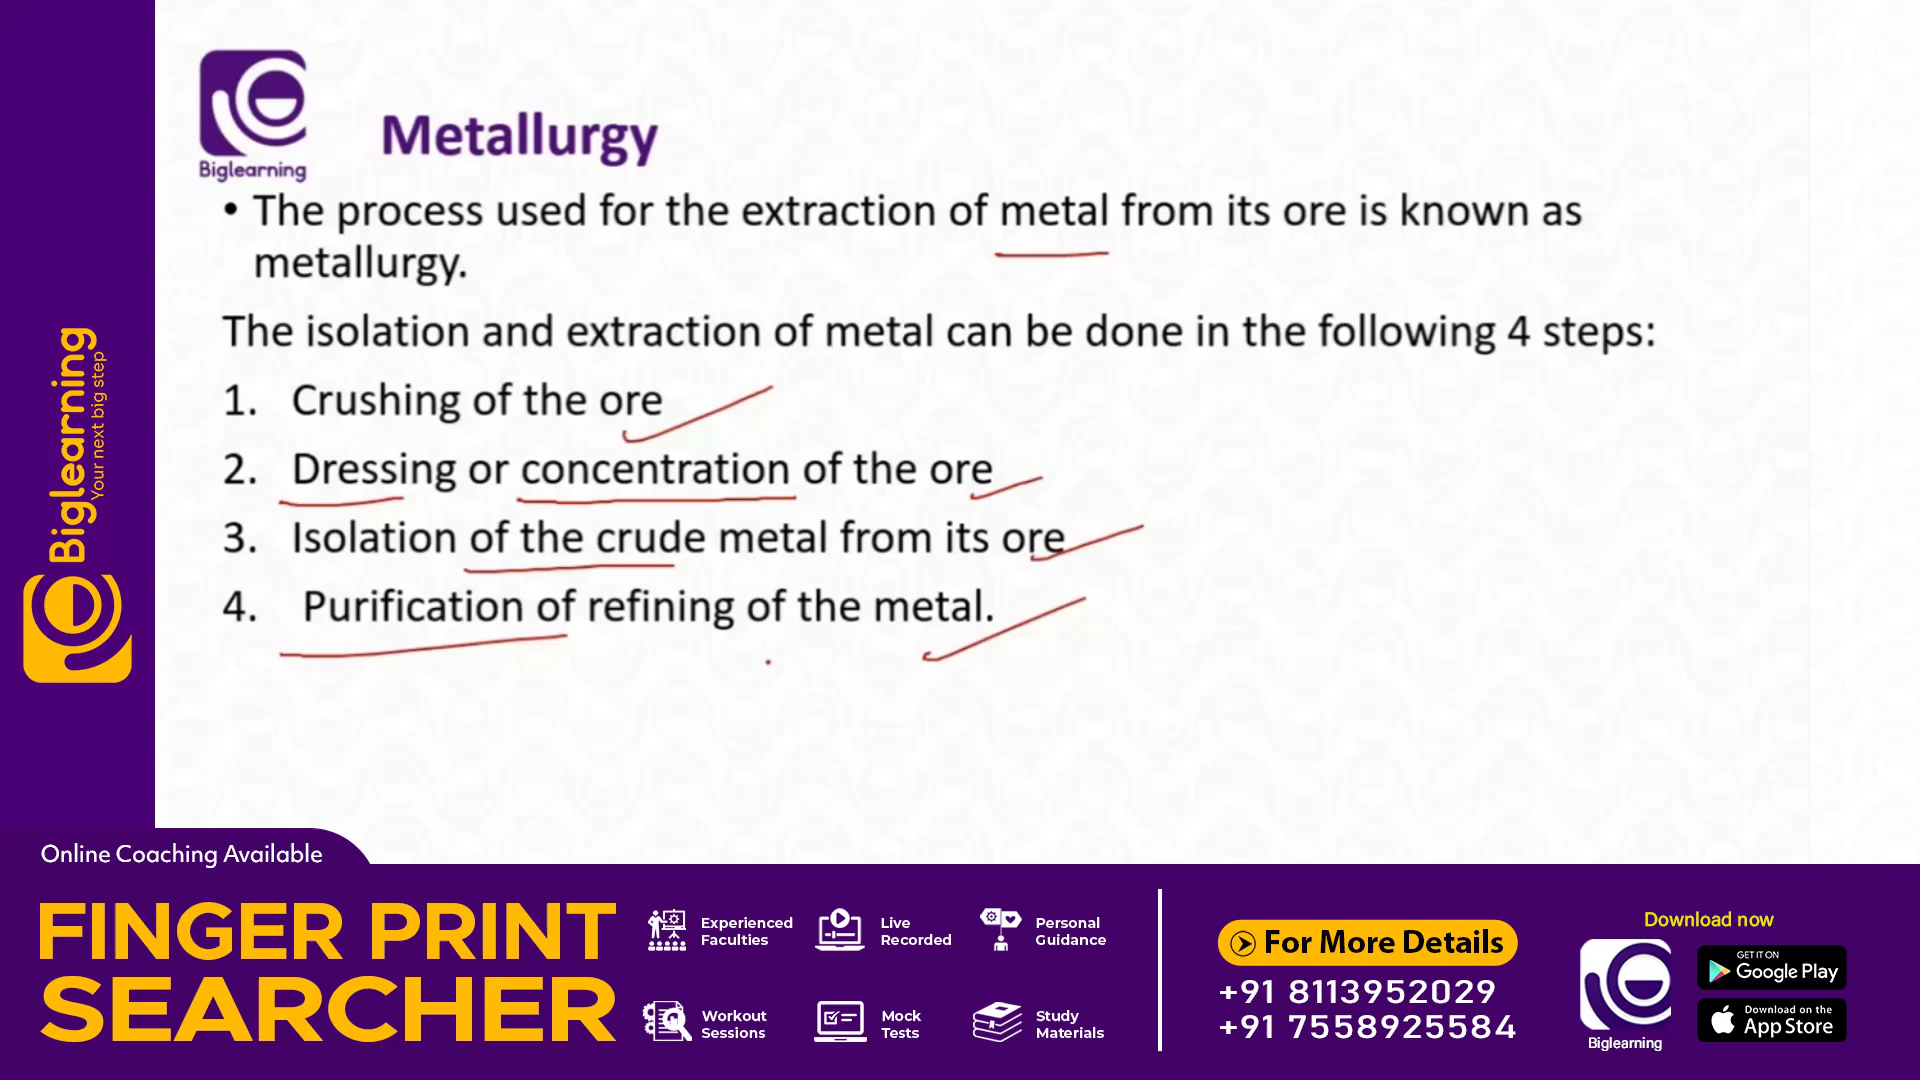 Biglearning
Metallurgy
• The process used for the extraction of metal from its ore is known as
metallurgy.
The isolation and extraction of metal can be done in the following 4 steps:
1. Crushing of the ore
2. Dressing or concentration of the ore
3. Isolation of the crude metal from its ore
4. Purification of refining of the metal.
Biglearning
Your next big step
Online Coaching Available
FINGER PRINT
SEARCHER
Experienced
Faculties
Live
Recorded
Personal
Guidance
Workout
Sessions
Mock
Tests
Study
Materials
For More Details
+91 8113952029
+91 7558925584
Download now
Biglearning
GET IT ON
Google Play
Download on the
App Store